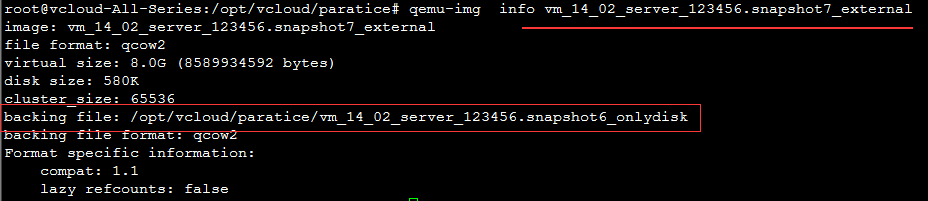 root@vcloud-All-Series:/opt/vcloud/paratice# qemu-img  info vm_14_02_server_123456.snapshot7_external
image: vm_14_02_server_123456.snapshot7_external
file format: qcow2
virtual size: 8.0G (8589934592 bytes)
disk size: 580K
cluster_size: 65536
backing file: /opt/vcloud/paratice/vm_14_02_server_123456.snapshot6_onlydisk
backing file format: qcow2
Format specific information:
    compat: 1.1
    lazy refcounts: false